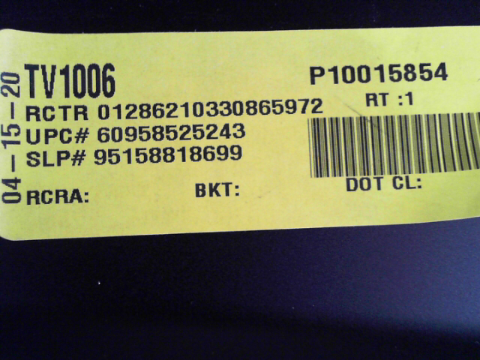 04-15-20
TV1006
P10015854
RCTR 01286210330865972
RT :1
UPC# 60958525243
SLP# 95158818699
RCRA:
BKT:
DOT CL: